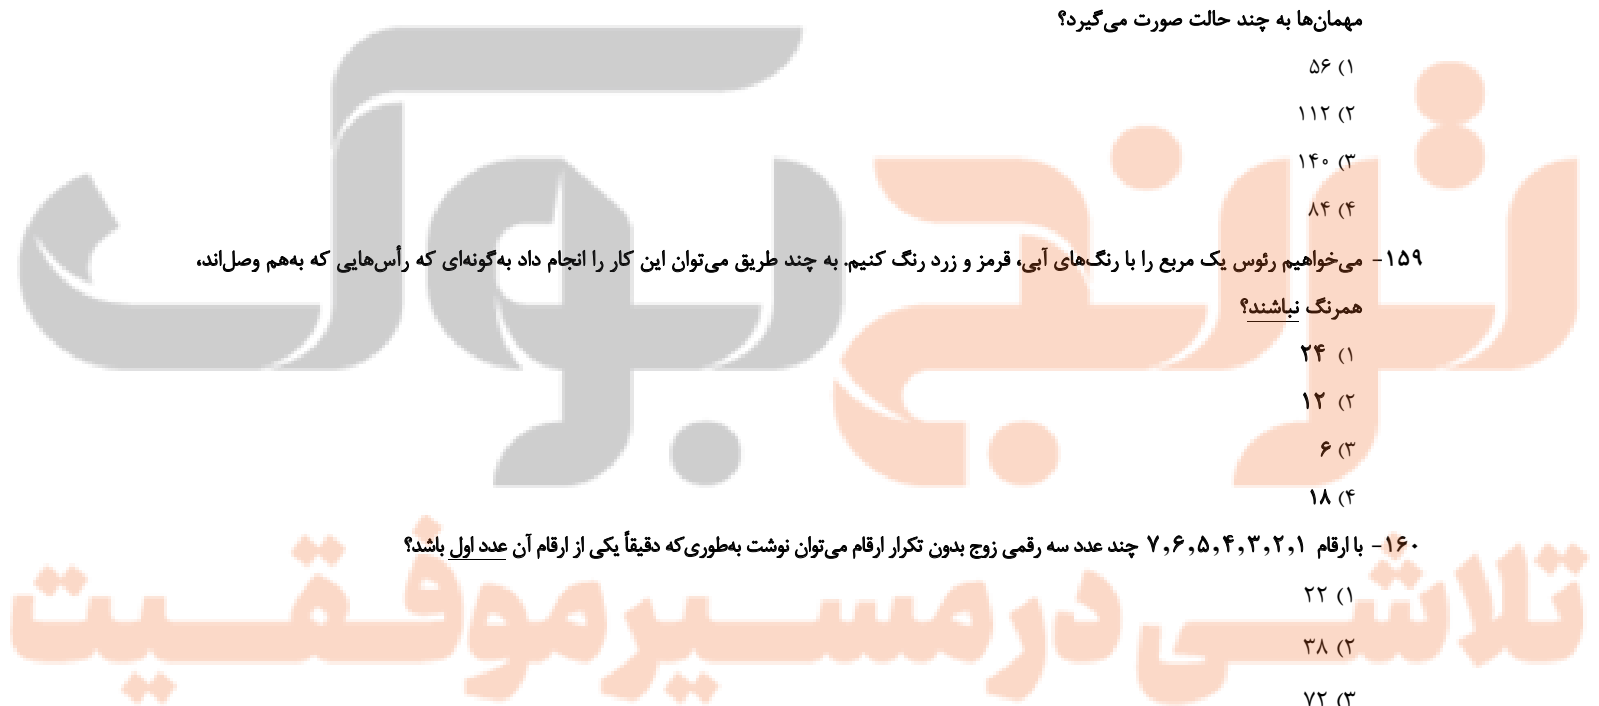 مهمان‌ها به چند حالت صورت می‌گیرد؟
۱) ۵۶
۲) ۱۱۲
۳) ۱۴۰
۴) ۸۴
۱۵۹- می‌خواهیم رئوس یک مربع را با رنگ‌های آبی، قرمز و زرد رنگ کنیم. به چند طریق می‌توان این کار را انجام داد به‌گونه‌ای که رأس‌هایی که به‌هم وصل‌اند،
همرنگ نباشند؟
۱) ۲۴
۲) ۱۲
۳) ۶
۴) ۱۸
۱۶۰- با ارقام ۷,۶,۵,۴,۳,۲,۱ چند عدد سه رقمی زوج بدون تکرار ارقام می‌توان نوشت به‌طوری‌که دقیقاً یکی از ارقام آن عدد اول باشد؟
۱) ۲۲
۲) ۳۸
۳) ۷۲
ترنج بوک
تلاشی در مسیر موفقیت